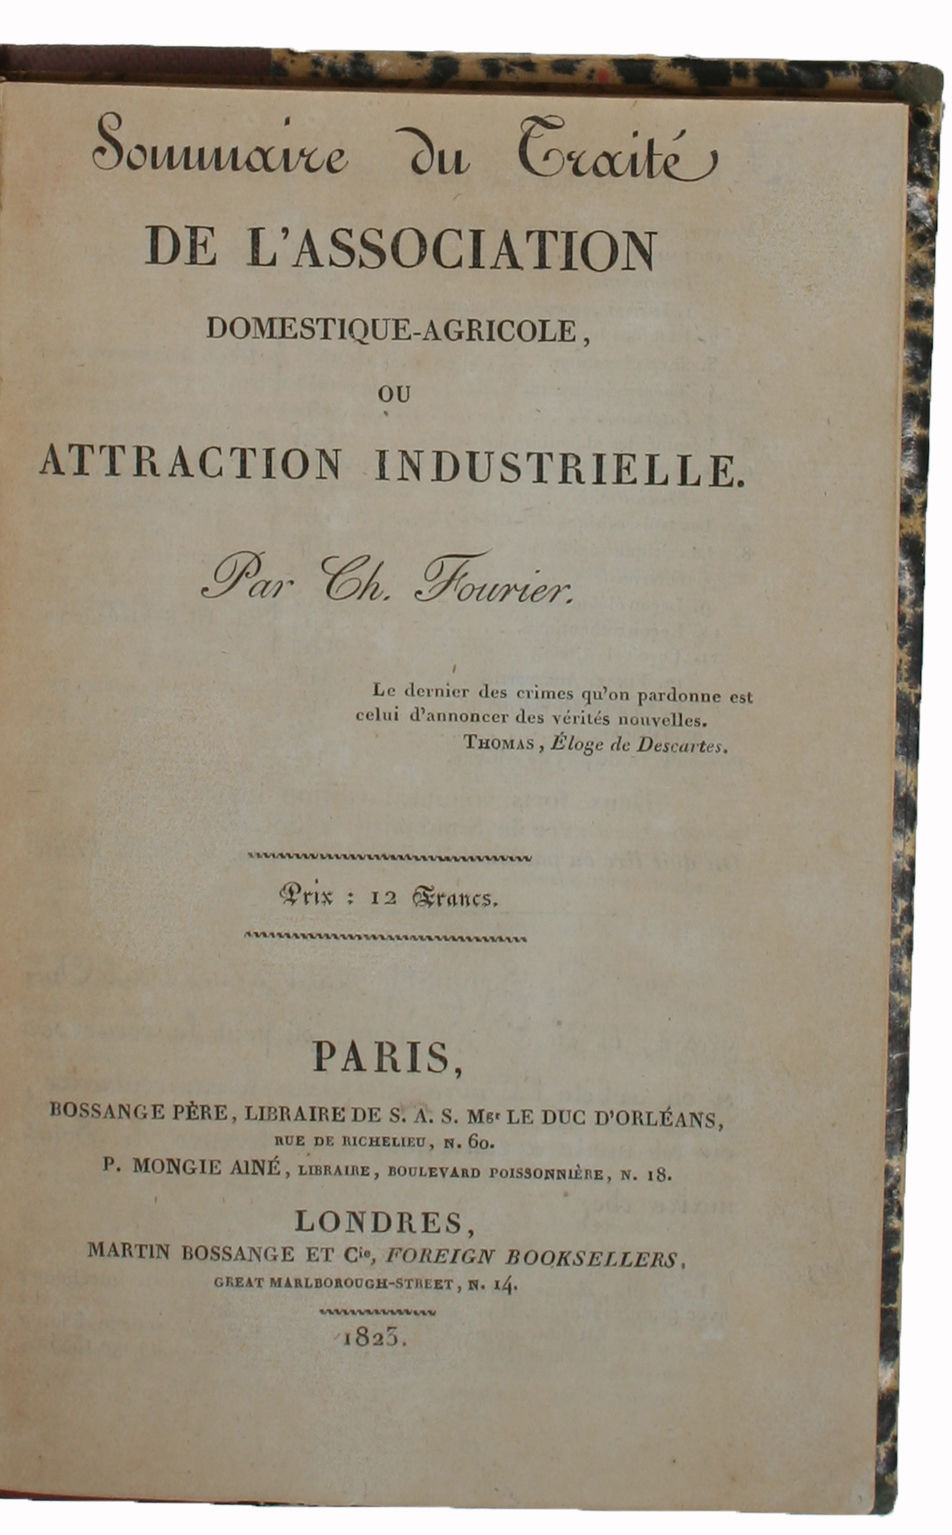 Sommaire du Traité
DE L'ASSOCIATION
DOMESTIQUE-AGRICOLE,
OU
ATTRACTION INDUSTRIELLE.
Par Ch. Fourier.
Le dernier des crimes qu'on pardonne est
celui d'annoncer des vérités nouvelles.
THOMAS, Éloge de Descartes.
Prix : 12 Francs.
PARIS,
BOSSANGE PÈRE, LIBRAIRE DE S. A. S. Mgr LE DUC D'ORLÉANS,
RUE DE RICHELIEU, N. 60.
P. MONGIE AINÉ, LIBRAIRE, BOULEVARD POISSONNIÈRE, N. 18.
LONDRES,
MARTIN BOSSANGE ET Cie, FOREIGN BOOKSELLERS,
GREAT MARLBOROUGH-STREET, N. 14.
1823.